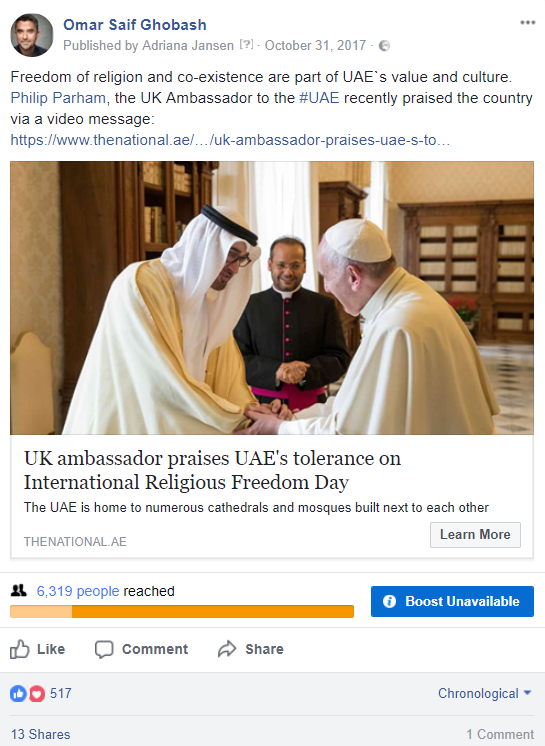 Omar Saif Ghobash
Published by Adriana Jansen [?] · October 31, 2017 ·
Freedom of religion and co-existence are part of UAE`s value and culture.
Philip Parham, the UK Ambassador to the #UAE recently praised the country
via a video message:
https://www.thenational.ae/…/uk-ambassador-praises-uae-s-to…
UK ambassador praises UAE's tolerance on
International Religious Freedom Day
The UAE is home to numerous cathedrals and mosques built next to each other
THENATIONAL.AE
Learn More
6,319 people reached
Boost Unavailable
Like Comment Share
517
Chronological
13 Shares
1 Comment